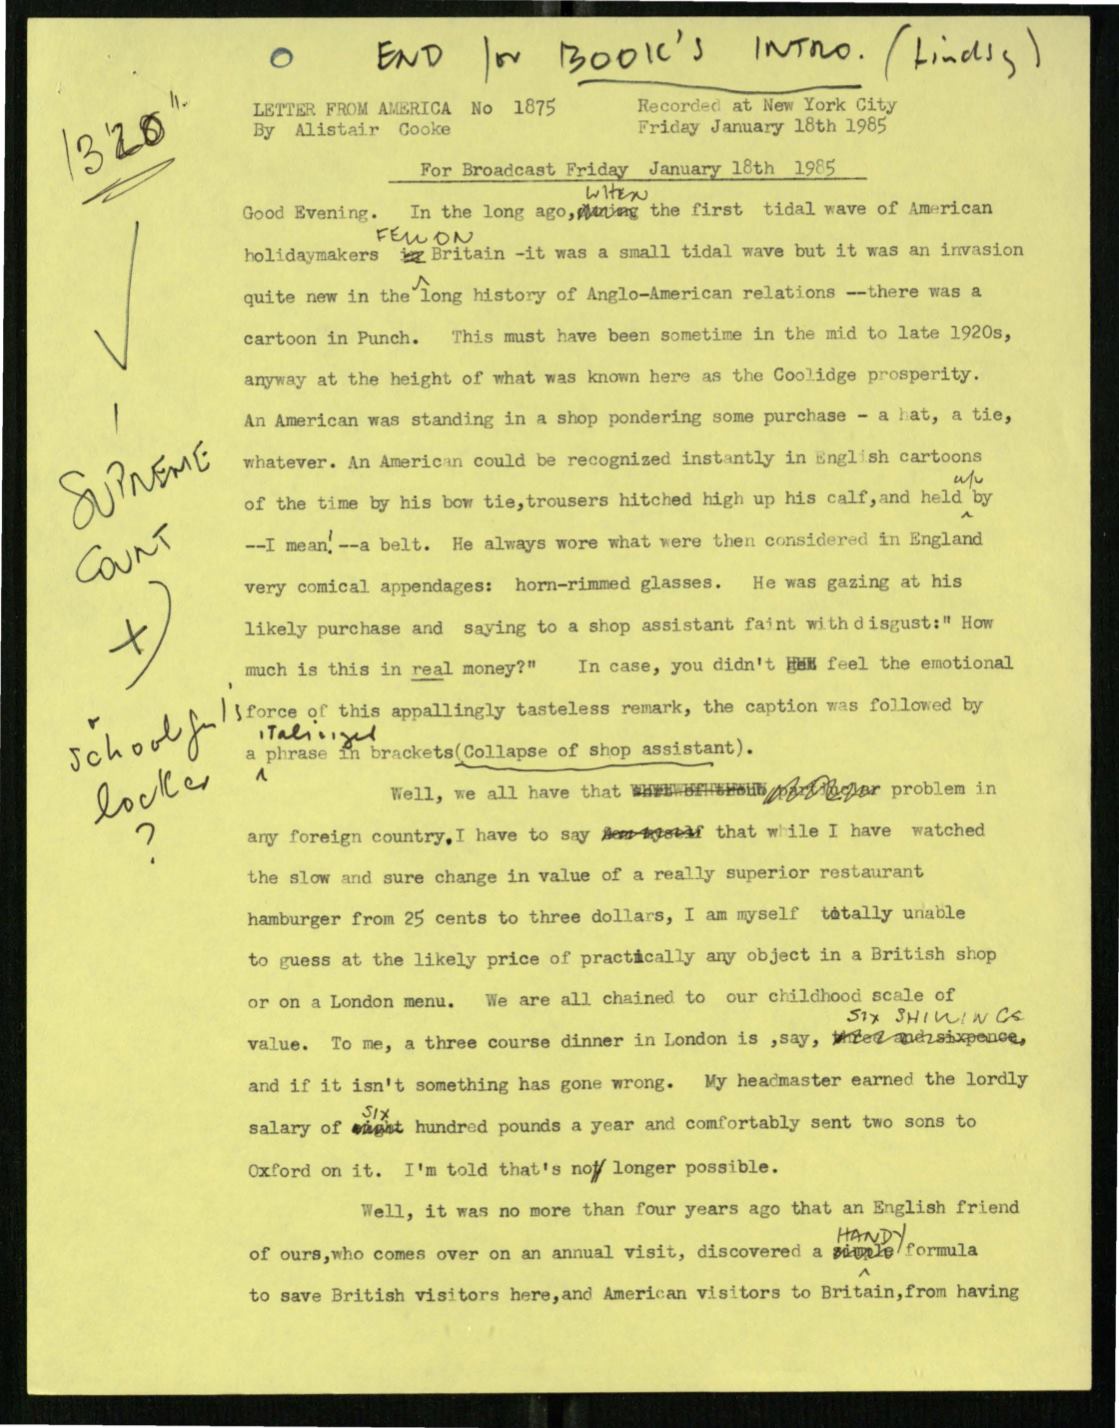 O END for BOOK'S INTRO. (Lindsy)
13'20"
LETTER FROM AMERICA No 1875 Recorded at New York City
By Alistair Cooke Friday January 18th 1985
For Broadcast Friday January 18th 1985
WHEN
Good Evening. In the long ago, during the first tidal wave of American
FELL ON
holidaymakers in Britain -it was a small tidal wave but it was an invasion
quite new in the long history of Anglo-American relations --there was a
cartoon in Punch. This must have been sometime in the mid to late 1920s,
anyway at the height of what was known here as the Coolidge prosperity.
An American was standing in a shop pondering some purchase - a hat, a tie,
whatever. An American could be recognized instantly in English cartoons
up
of the time by his bow tie,trousers hitched high up his calf,and held by
--I mean! --a belt. He always wore what were then considered in England
very comical appendages: horn-rimmed glasses. He was gazing at his
likely purchase and saying to a shop assistant faint with disgust:" How
much is this in real money?" In case, you didn't feel the emotional
force of this appallingly tasteless remark, the caption was followed by
italicized
a phrase in brackets(Collapse of shop assistant).
SUPREME
COURT
+
schoolgirl's
locker
?
Well, we all have that particular problem in
any foreign country.I have to say for myself that while I have watched
the slow and sure change in value of a really superior restaurant
hamburger from 25 cents to three dollars, I am myself totally unable
to guess at the likely price of practically any object in a British shop
or on a London menu. We are all chained to our childhood scale of
SIX SHILLINGS
value. To me, a three course dinner in London is ,say, three and sixpence,
and if it isn't something has gone wrong. My headmaster earned the lordly
SIX
salary of eight hundred pounds a year and comfortably sent two sons to
Oxford on it. I'm told that's no longer possible.
Well, it was no more than four years ago that an English friend
HANDY
of ours,who comes over on an annual visit, discovered a simple formula
to save British visitors here,and American visitors to Britain,from having